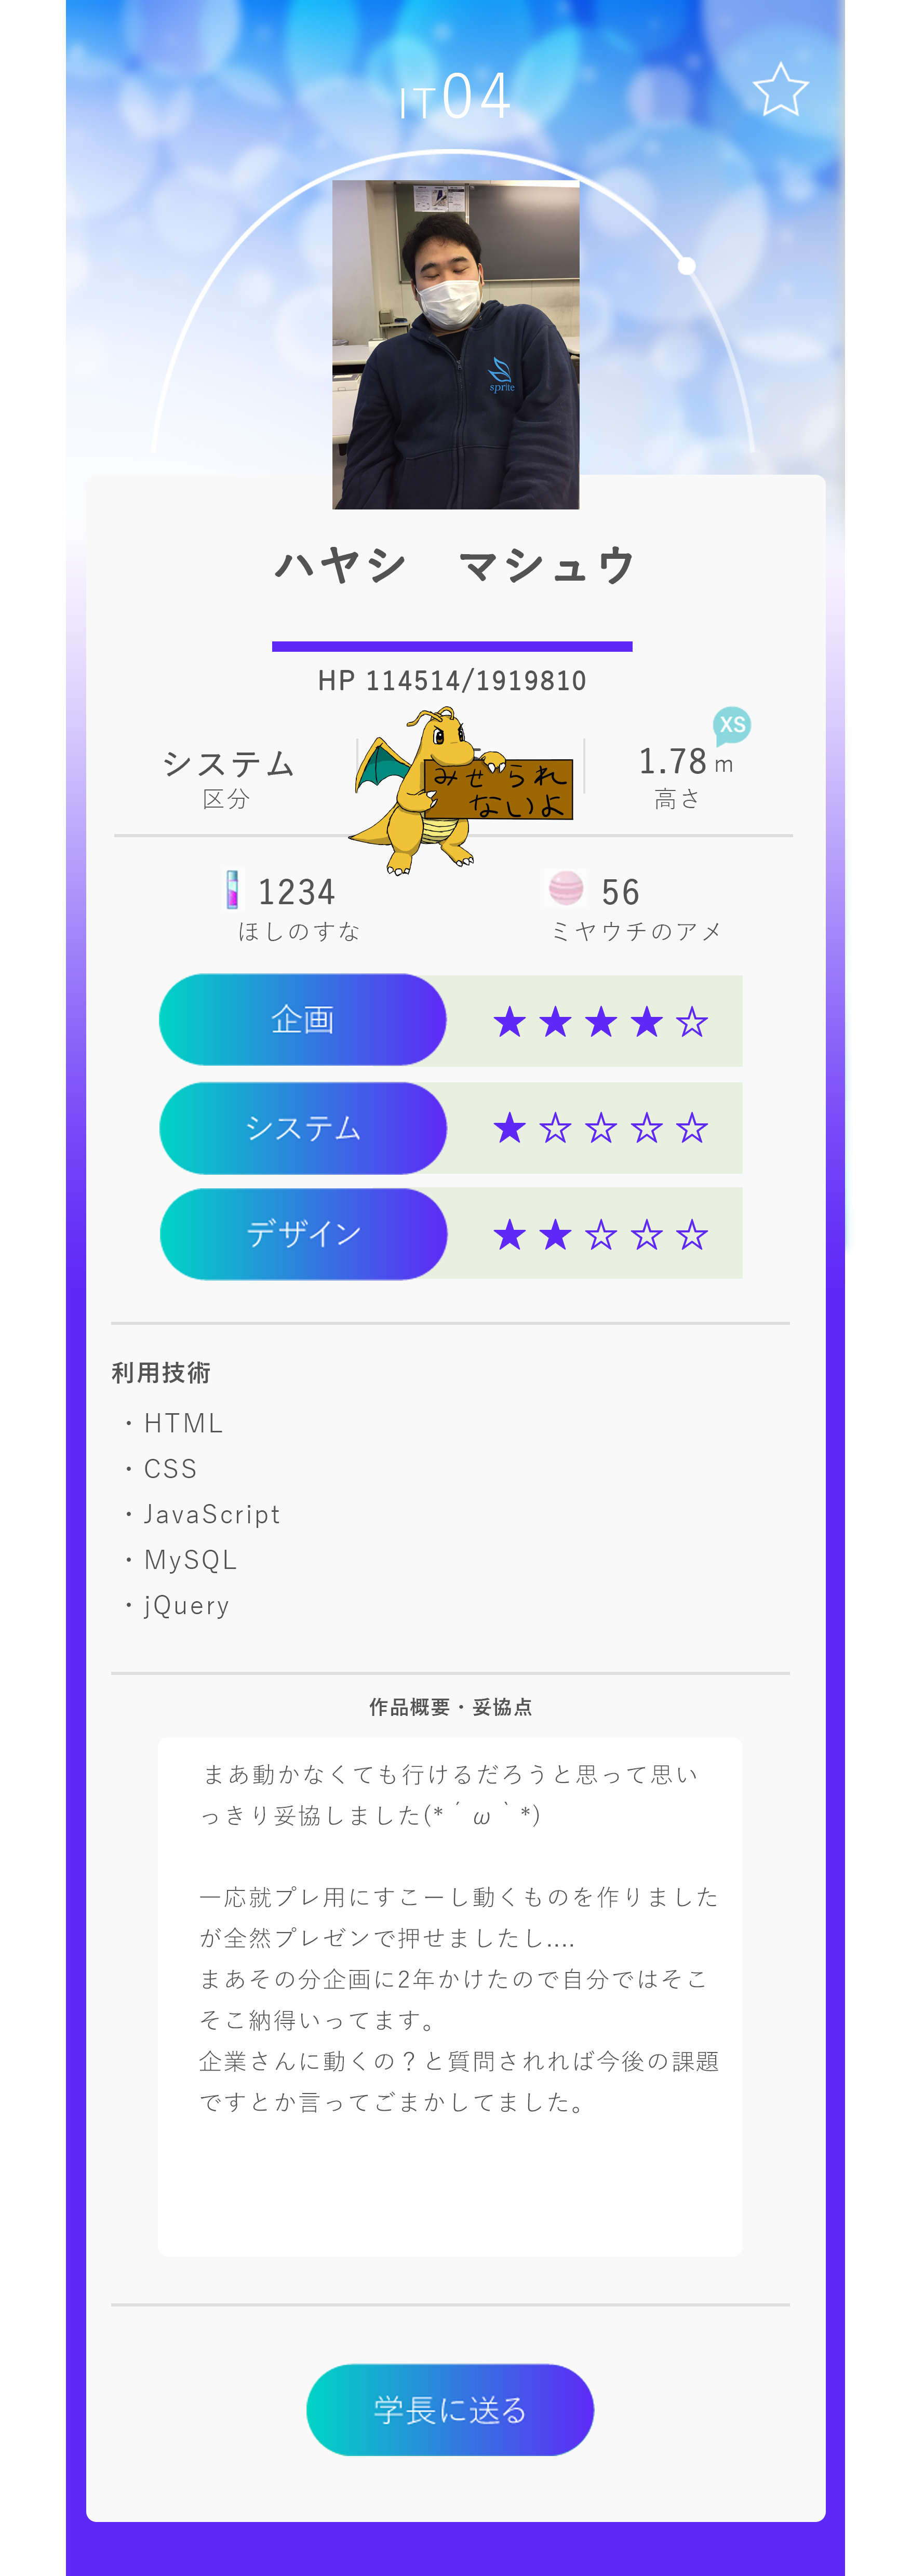 IT04
sprite
ハヤシ　マシュウ
HP 114514/1919810
システム
区分
みせられ
ないよ
XS
1.78 m
高さ
1234
ほしのすな
56
ミヤウチのアメ
企画 ★★★★☆
システム ★☆☆☆☆
デザイン ★★☆☆☆
利用技術
・HTML
・CSS
・JavaScript
・MySQL
・jQuery
作品概要・妥協点
まあ動かなくても行けるだろうと思って思い
っきり妥協しました(*´ω｀*)
一応就プレ用にすこーし動くものを作りました
が全然プレゼンで押せましたし....
まあその分企画に2年かけたので自分ではそこ
そこ納得いってます。
企業さんに動くの？と質問されれば今後の課題
ですとか言ってごまかしてました。
学長に送る